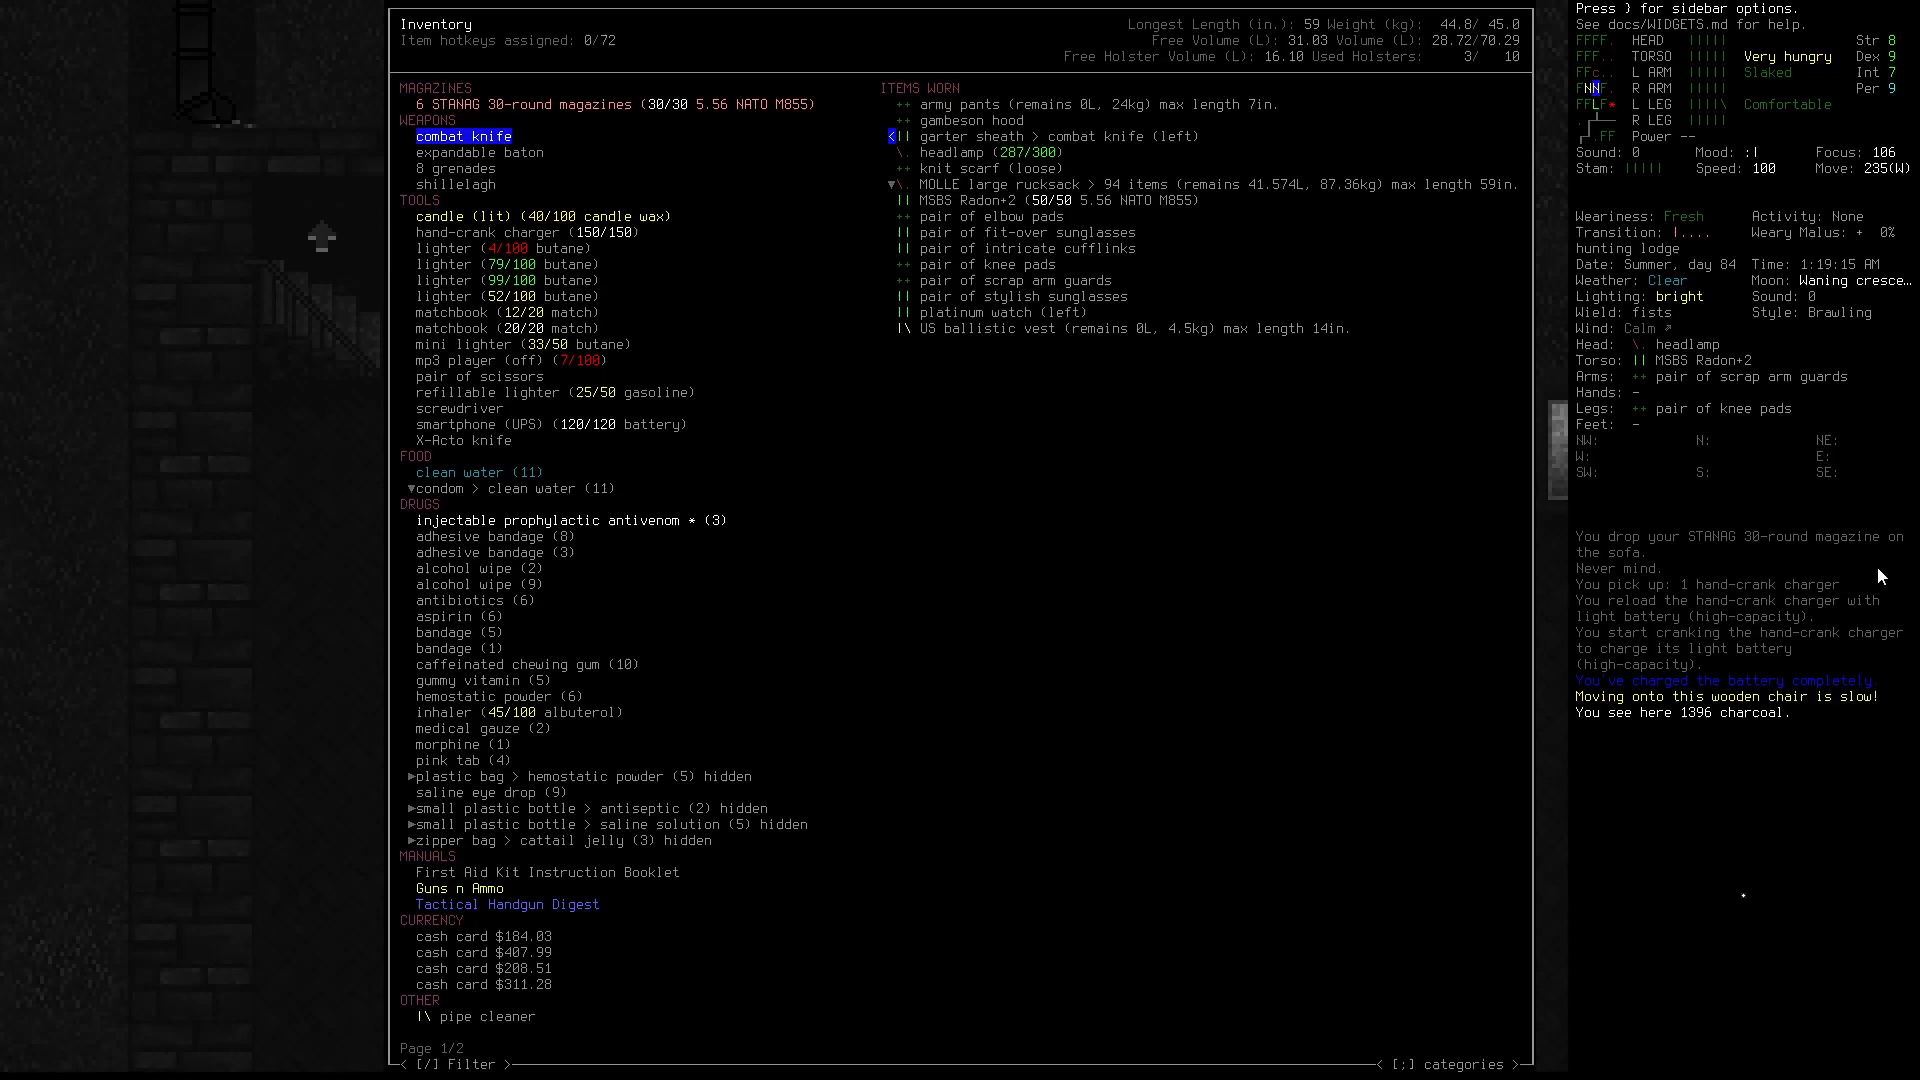 Inventory
Item hotkeys assigned: 0/72
Longest Length (in.): 59 Weight (kg): 44.8/ 45.0
Free Volume (L): 31.03 Volume (L): 28.72/70.29
Free Holster Volume (L): 16.10 Used Holsters: 3/ 10
MAGAZINES
6 STANAG 30-round magazines (30/30 5.56 NATO M855)
WEAPONS
combat knife
expandable baton
8 grenades
shillelagh
TOOLS
candle (lit) (40/100 candle wax)
hand-crank charger (150/150)
lighter (4/100 butane)
lighter (79/100 butane)
lighter (99/100 butane)
lighter (52/100 butane)
matchbook (12/20 match)
matchbook (20/20 match)
mini lighter (33/50 butane)
mp3 player (off) (7/100)
pair of scissors
refillable lighter (25/50 gasoline)
screwdriver
smartphone (UPS) (120/120 battery)
X-Acto knife
FOOD
clean water (11)
▼condom > clean water (11)
DRUGS
injectable prophylactic antivenom * (3)
adhesive bandage (8)
adhesive bandage (3)
alcohol wipe (2)
alcohol wipe (9)
antibiotics (6)
aspirin (6)
bandage (5)
bandage (1)
caffeinated chewing gum (10)
gummy vitamin (5)
hemostatic powder (6)
inhaler (45/100 albuterol)
medical gauze (2)
morphine (1)
pink tab (4)
▶plastic bag > hemostatic powder (5) hidden
saline eye drop (9)
▶small plastic bottle > antiseptic (2) hidden
▶small plastic bottle > saline solution (5) hidden
▶zipper bag > cattail jelly (3) hidden
MANUALS
First Aid Kit Instruction Booklet
Guns n Ammo
Tactical Handgun Digest
CURRENCY
cash card $184.03
cash card $407.99
cash card $208.51
cash card $311.28
OTHER
|\ pipe cleaner
Page 1/2
< [/] Filter >
< [;] categories >
ITEMS WORN
++ army pants (remains 0L, 24kg) max length 7in.
++ gambeson hood
<|| garter sheath > combat knife (left)
\. headlamp (287/300)
++ knit scarf (loose)
▼\. MOLLE large rucksack > 94 items (remains 41.574L, 87.36kg) max length 59in.
|| MSBS Radon+2 (50/50 5.56 NATO M855)
++ pair of elbow pads
|| pair of fit-over sunglasses
|| pair of intricate cufflinks
++ pair of knee pads
++ pair of scrap arm guards
|| pair of stylish sunglasses
|| platinum watch (left)
|\ US ballistic vest (remains 0L, 4.5kg) max length 14in.
Press } for sidebar options.
See docs/WIDGETS.md for help.
FFFF. HEAD ||||| Str 8
FFF.. TORSO ||||| Very hungry Dex 9
FFc.. L ARM ||||| Slaked Int 7
FNNF. R ARM ||||| Per 9
FFLF* L LEG ||||\ Comfortable
R LEG |||||
.FF Power --
Sound: 0 Mood: :| Focus: 106
Stam: ||||| Speed: 100 Move: 235(W)
Weariness: Fresh Activity: None
Transition: |.... Weary Malus: + 0%
hunting lodge
Date: Summer, day 84 Time: 1:19:15 AM
Weather: Clear Moon: Waning cresce…
Lighting: bright Sound: 0
Wield: fists Style: Brawling
Wind: Calm ↗
Head: \. headlamp
Torso: || MSBS Radon+2
Arms: ++ pair of scrap arm guards
Hands: -
Legs: ++ pair of knee pads
Feet: -
NW: N: NE:
W: E:
SW: S: SE:
You drop your STANAG 30-round magazine on
the sofa.
Never mind.
You pick up: 1 hand-crank charger
You reload the hand-crank charger with
light battery (high-capacity).
You start cranking the hand-crank charger
to charge its light battery
(high-capacity).
You've charged the battery completely.
Moving onto this wooden chair is slow!
You see here 1396 charcoal.